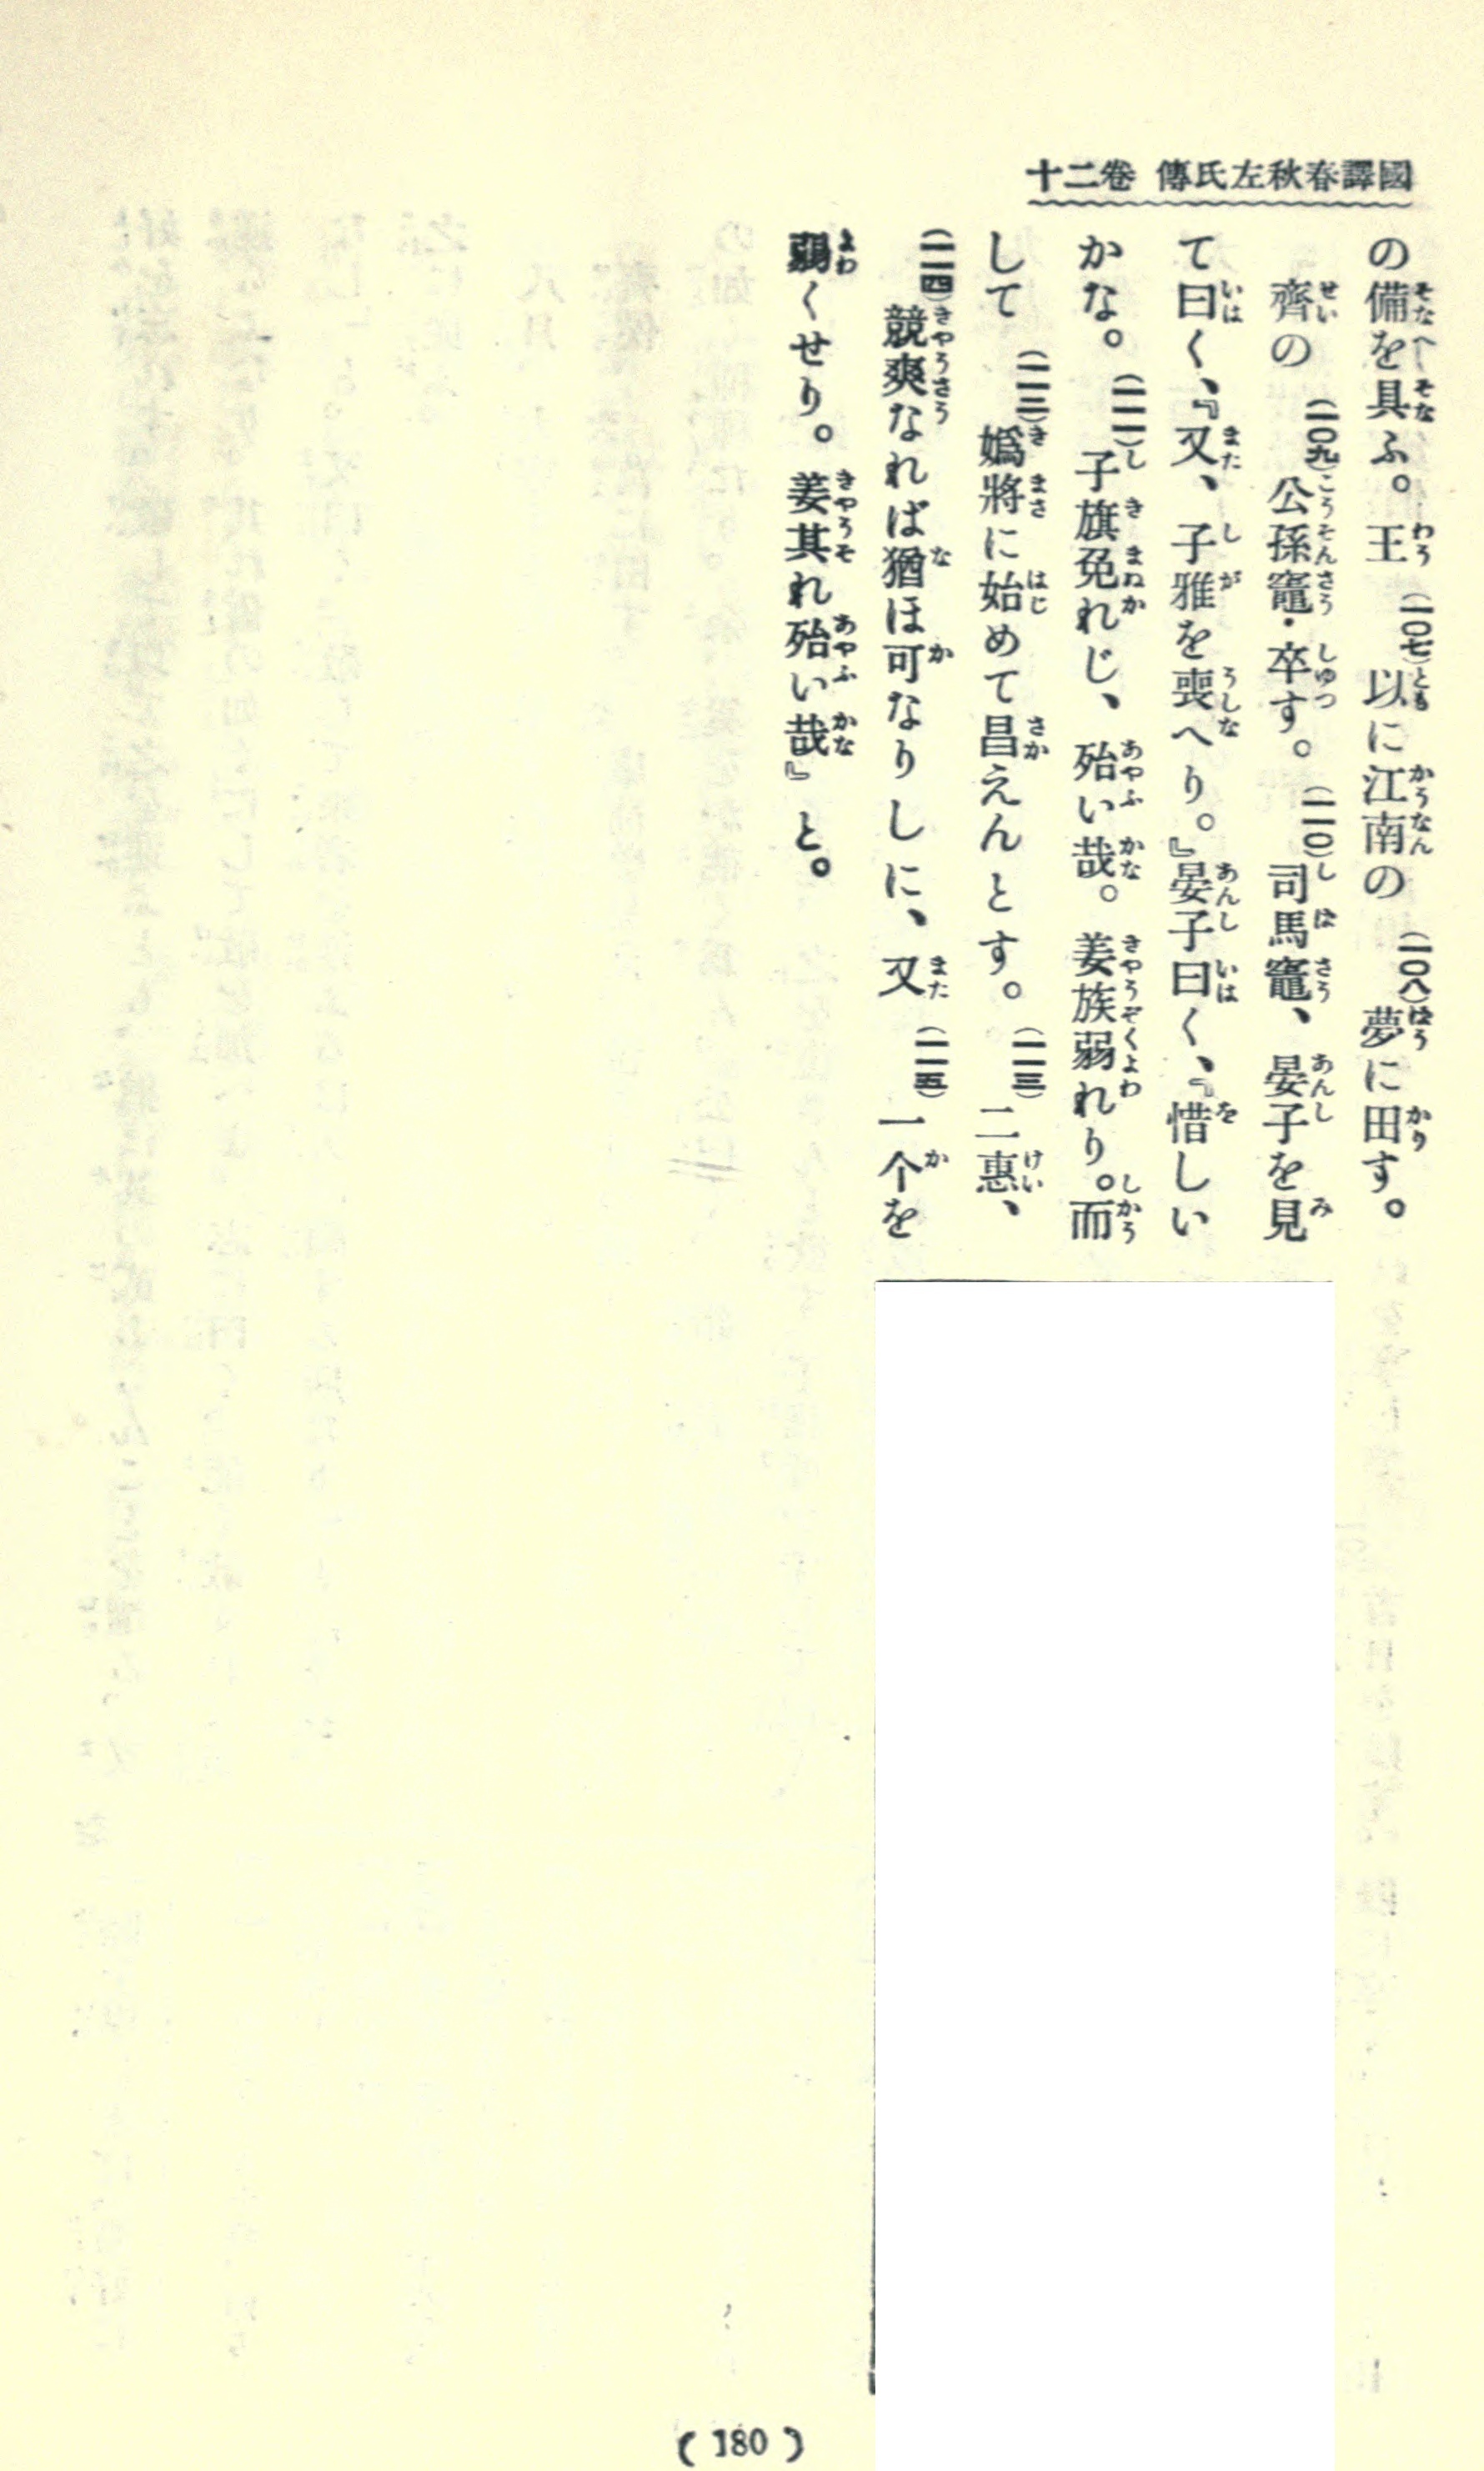 國譯春秋左氏傳 卷二十
の備を具ふ。王(一〇七)以に江南の(一〇八)夢に田す。
齊の(一〇九)公孫竈・卒す。(一一〇)司馬竈、晏子を見
て曰く、『又、子雅を喪へり。』晏子曰く、『惜しい
かな。(一一一)子旗免れじ、殆い哉。姜族弱れり。而
して(一一二)嬀將に始めて昌えんとす。(一一三)二惠、
(一一四)競爽なれば猶ほ可なりしに、又(一一五)一个を
弱くせり。姜其れ殆い哉』と。
( 180 )